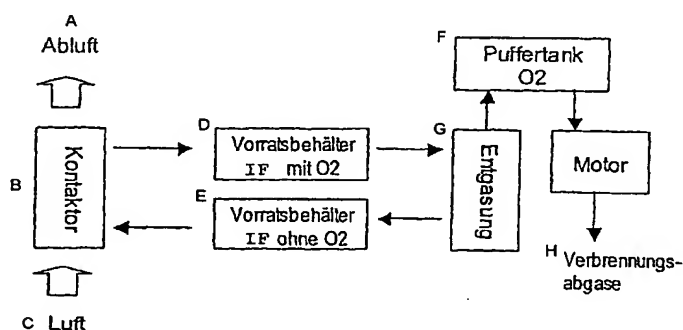 A
Abluft
B
Kontaktor
C Luft
D
Vorratsbehälter
IF mit O2
E
Vorratsbehälter
IF ohne O2
F
Puffertank
O2
G
Entgasung
Motor
H Verbrennungs-
abgase